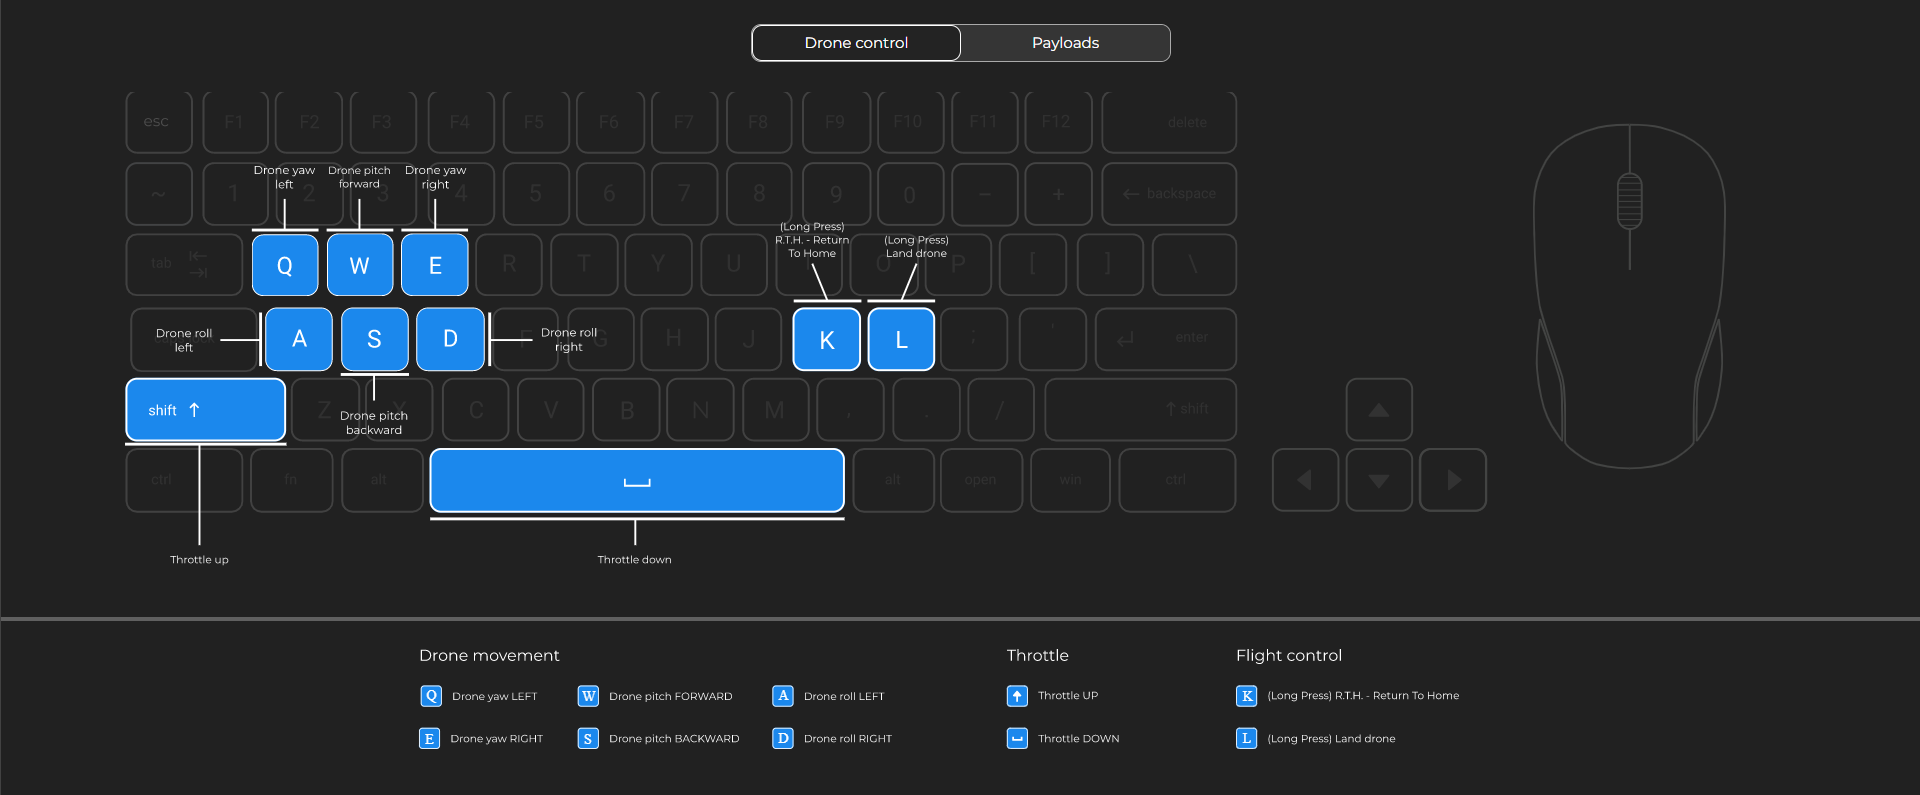 Drone control
Payloads
esc F1 F2 F3 F4 F5 F6 F7 F8 F9 F10 F11 F12 delete
Drone yaw left
Drone pitch forward
Drone yaw right
~ 1 2 3 4 5 6 7 8 9 0 − + ← backspace
(Long Press) R.T.H. - Return To Home
(Long Press) Land drone
tab Q W E R T Y U O P [ ] \
Drone roll left
A S D F G H J K L ; ' enter
Drone roll right
shift ↑ Z X C V B N M , . / ↑ shift
Drone pitch backward
ctrl fn alt alt open win ctrl
Throttle up
Throttle down
Drone movement
Q Drone yaw LEFT
W Drone pitch FORWARD
A Drone roll LEFT
E Drone yaw RIGHT
S Drone pitch BACKWARD
D Drone roll RIGHT
Throttle
Throttle UP
Throttle DOWN
Flight control
K (Long Press) R.T.H. - Return To Home
L (Long Press) Land drone